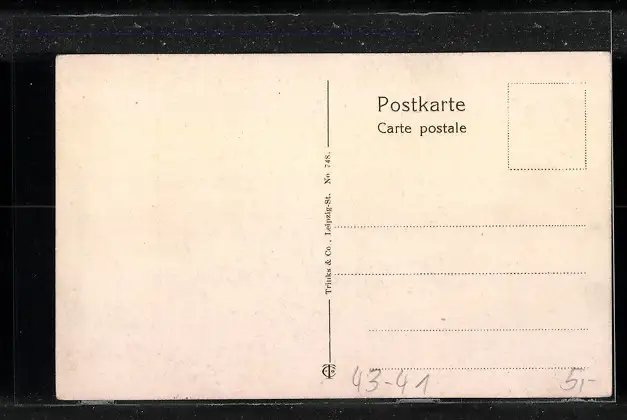 Postkarte
Carte postale
Trinks & Co., Leipzig-St. No 748.
43-41
5,-